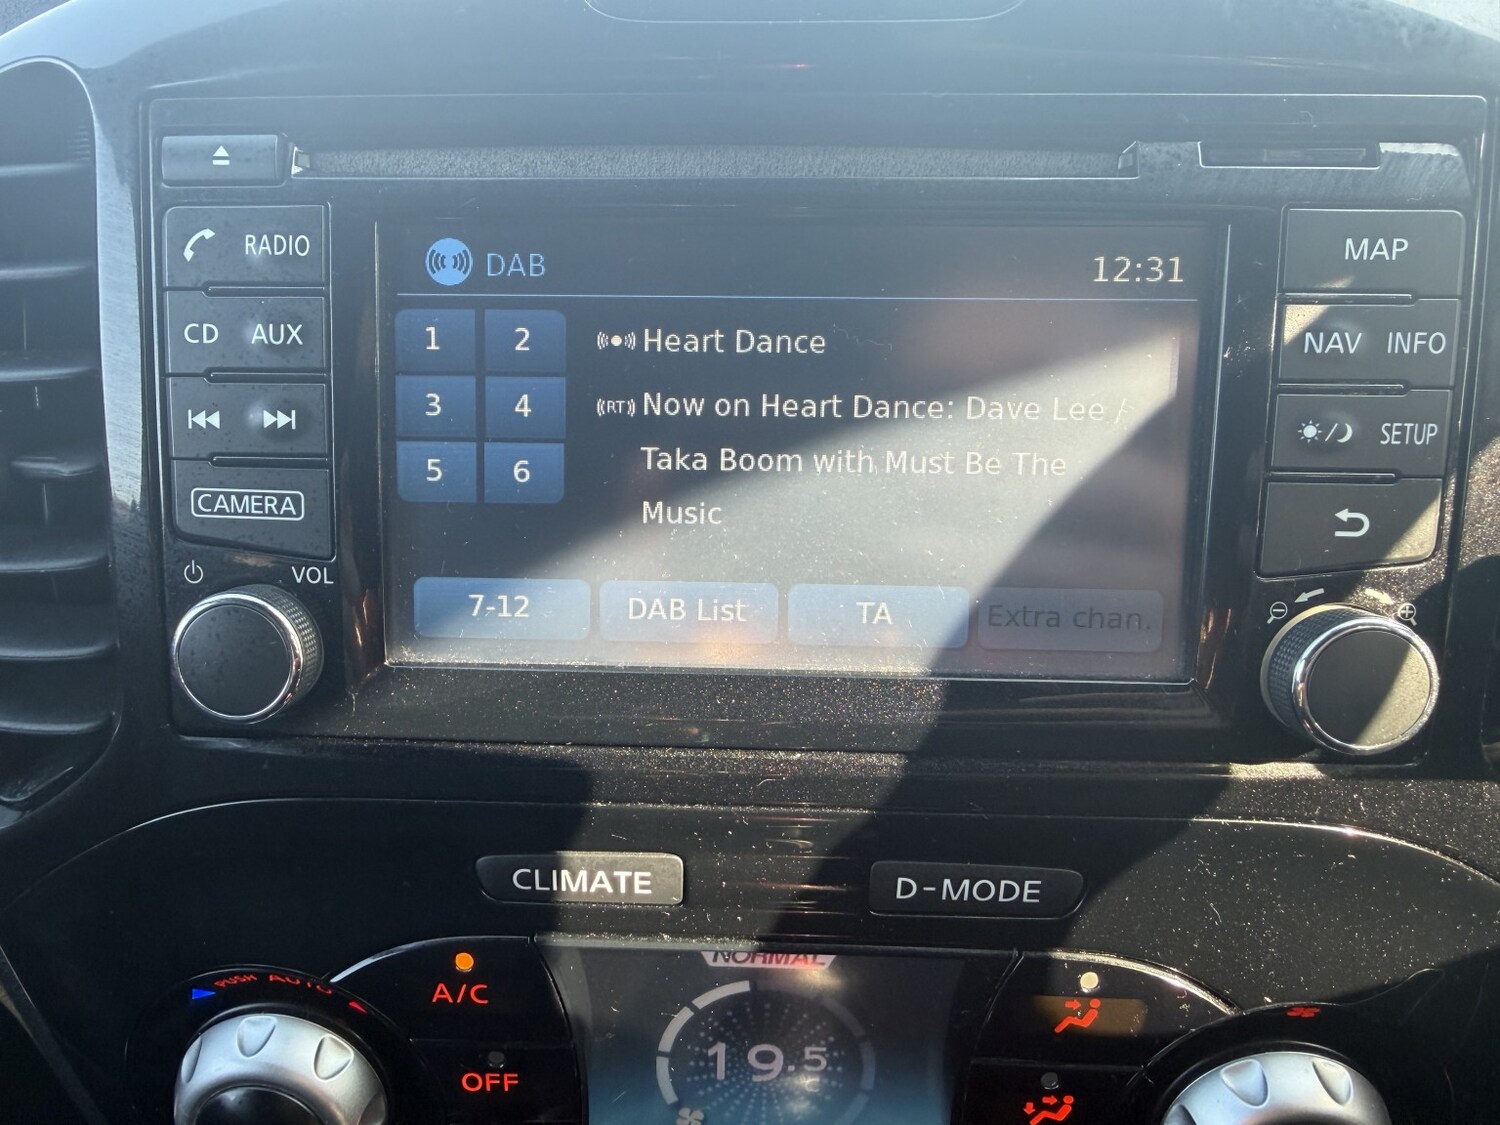 DAB 12:31
RADIO
CD AUX
CAMERA
VOL
1 2
3 4
5 6
Heart Dance
(RT) Now on Heart Dance: Dave Lee /
Taka Boom with Must Be The
Music
7-12 DAB List TA Extra chan.
MAP
NAV INFO
SETUP
CLIMATE D-MODE
NORMAL
PUSH AUTO
A/C
OFF
19.5